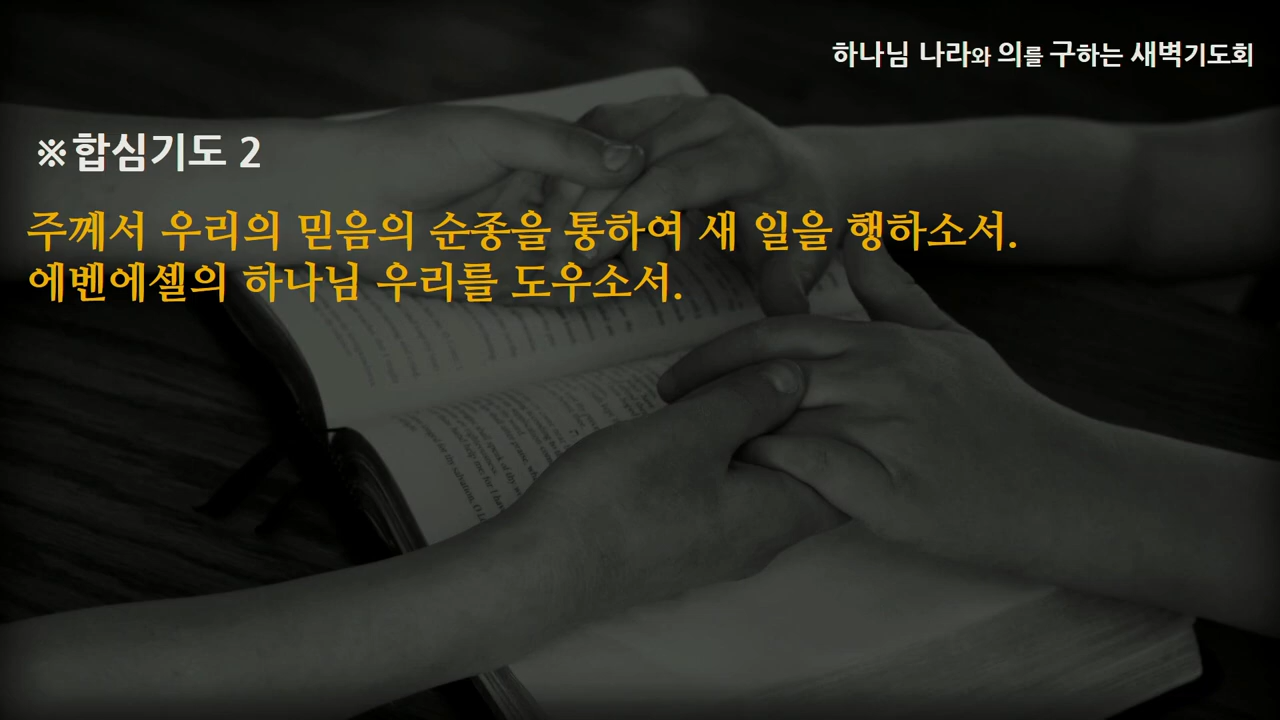 하나님 나라와 의를 구하는 새벽기도회
※합심기도 2
주께서 우리의 믿음의 순종을 통하여 새 일을 행하소서.
에벤에셀의 하나님 우리를 도우소서.